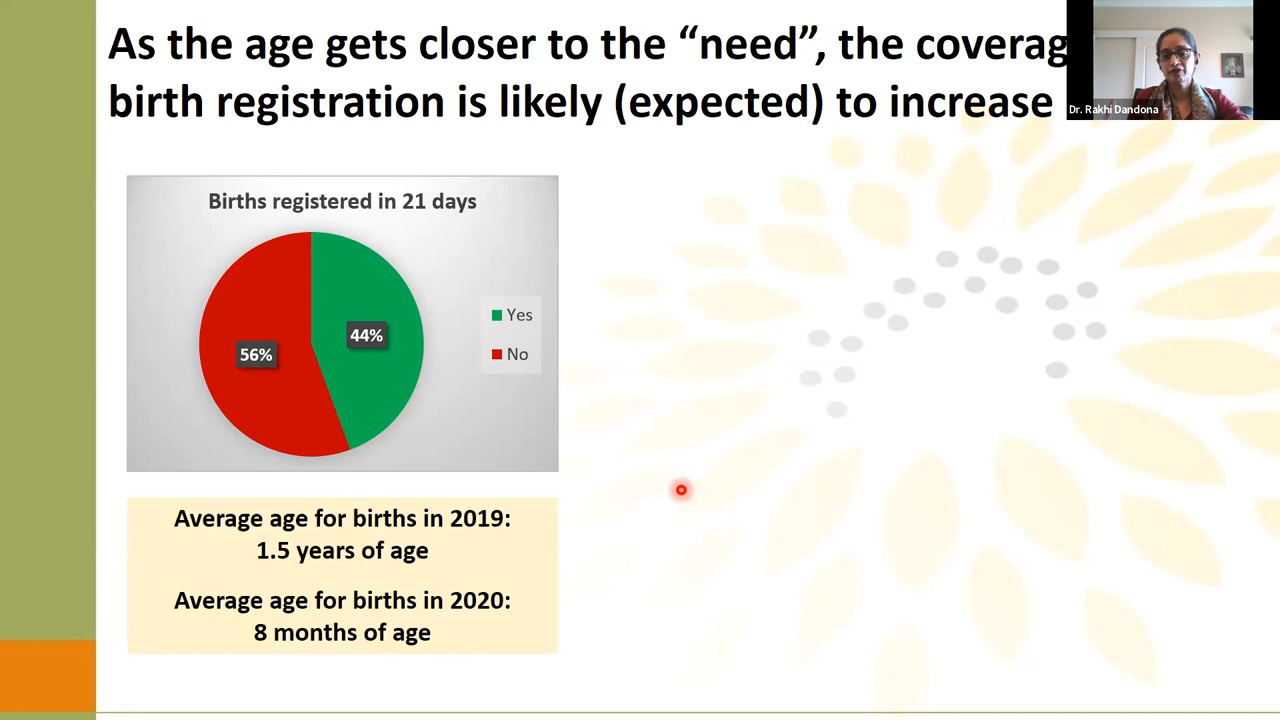 As the age gets closer to the “need”, the coverag
birth registration is likely (expected) to increase
Dr. Rakhi Dandona
Births registered in 21 days
Yes
44%
56%
No
Average age for births in 2019:
1.5 years of age
Average age for births in 2020:
8 months of age